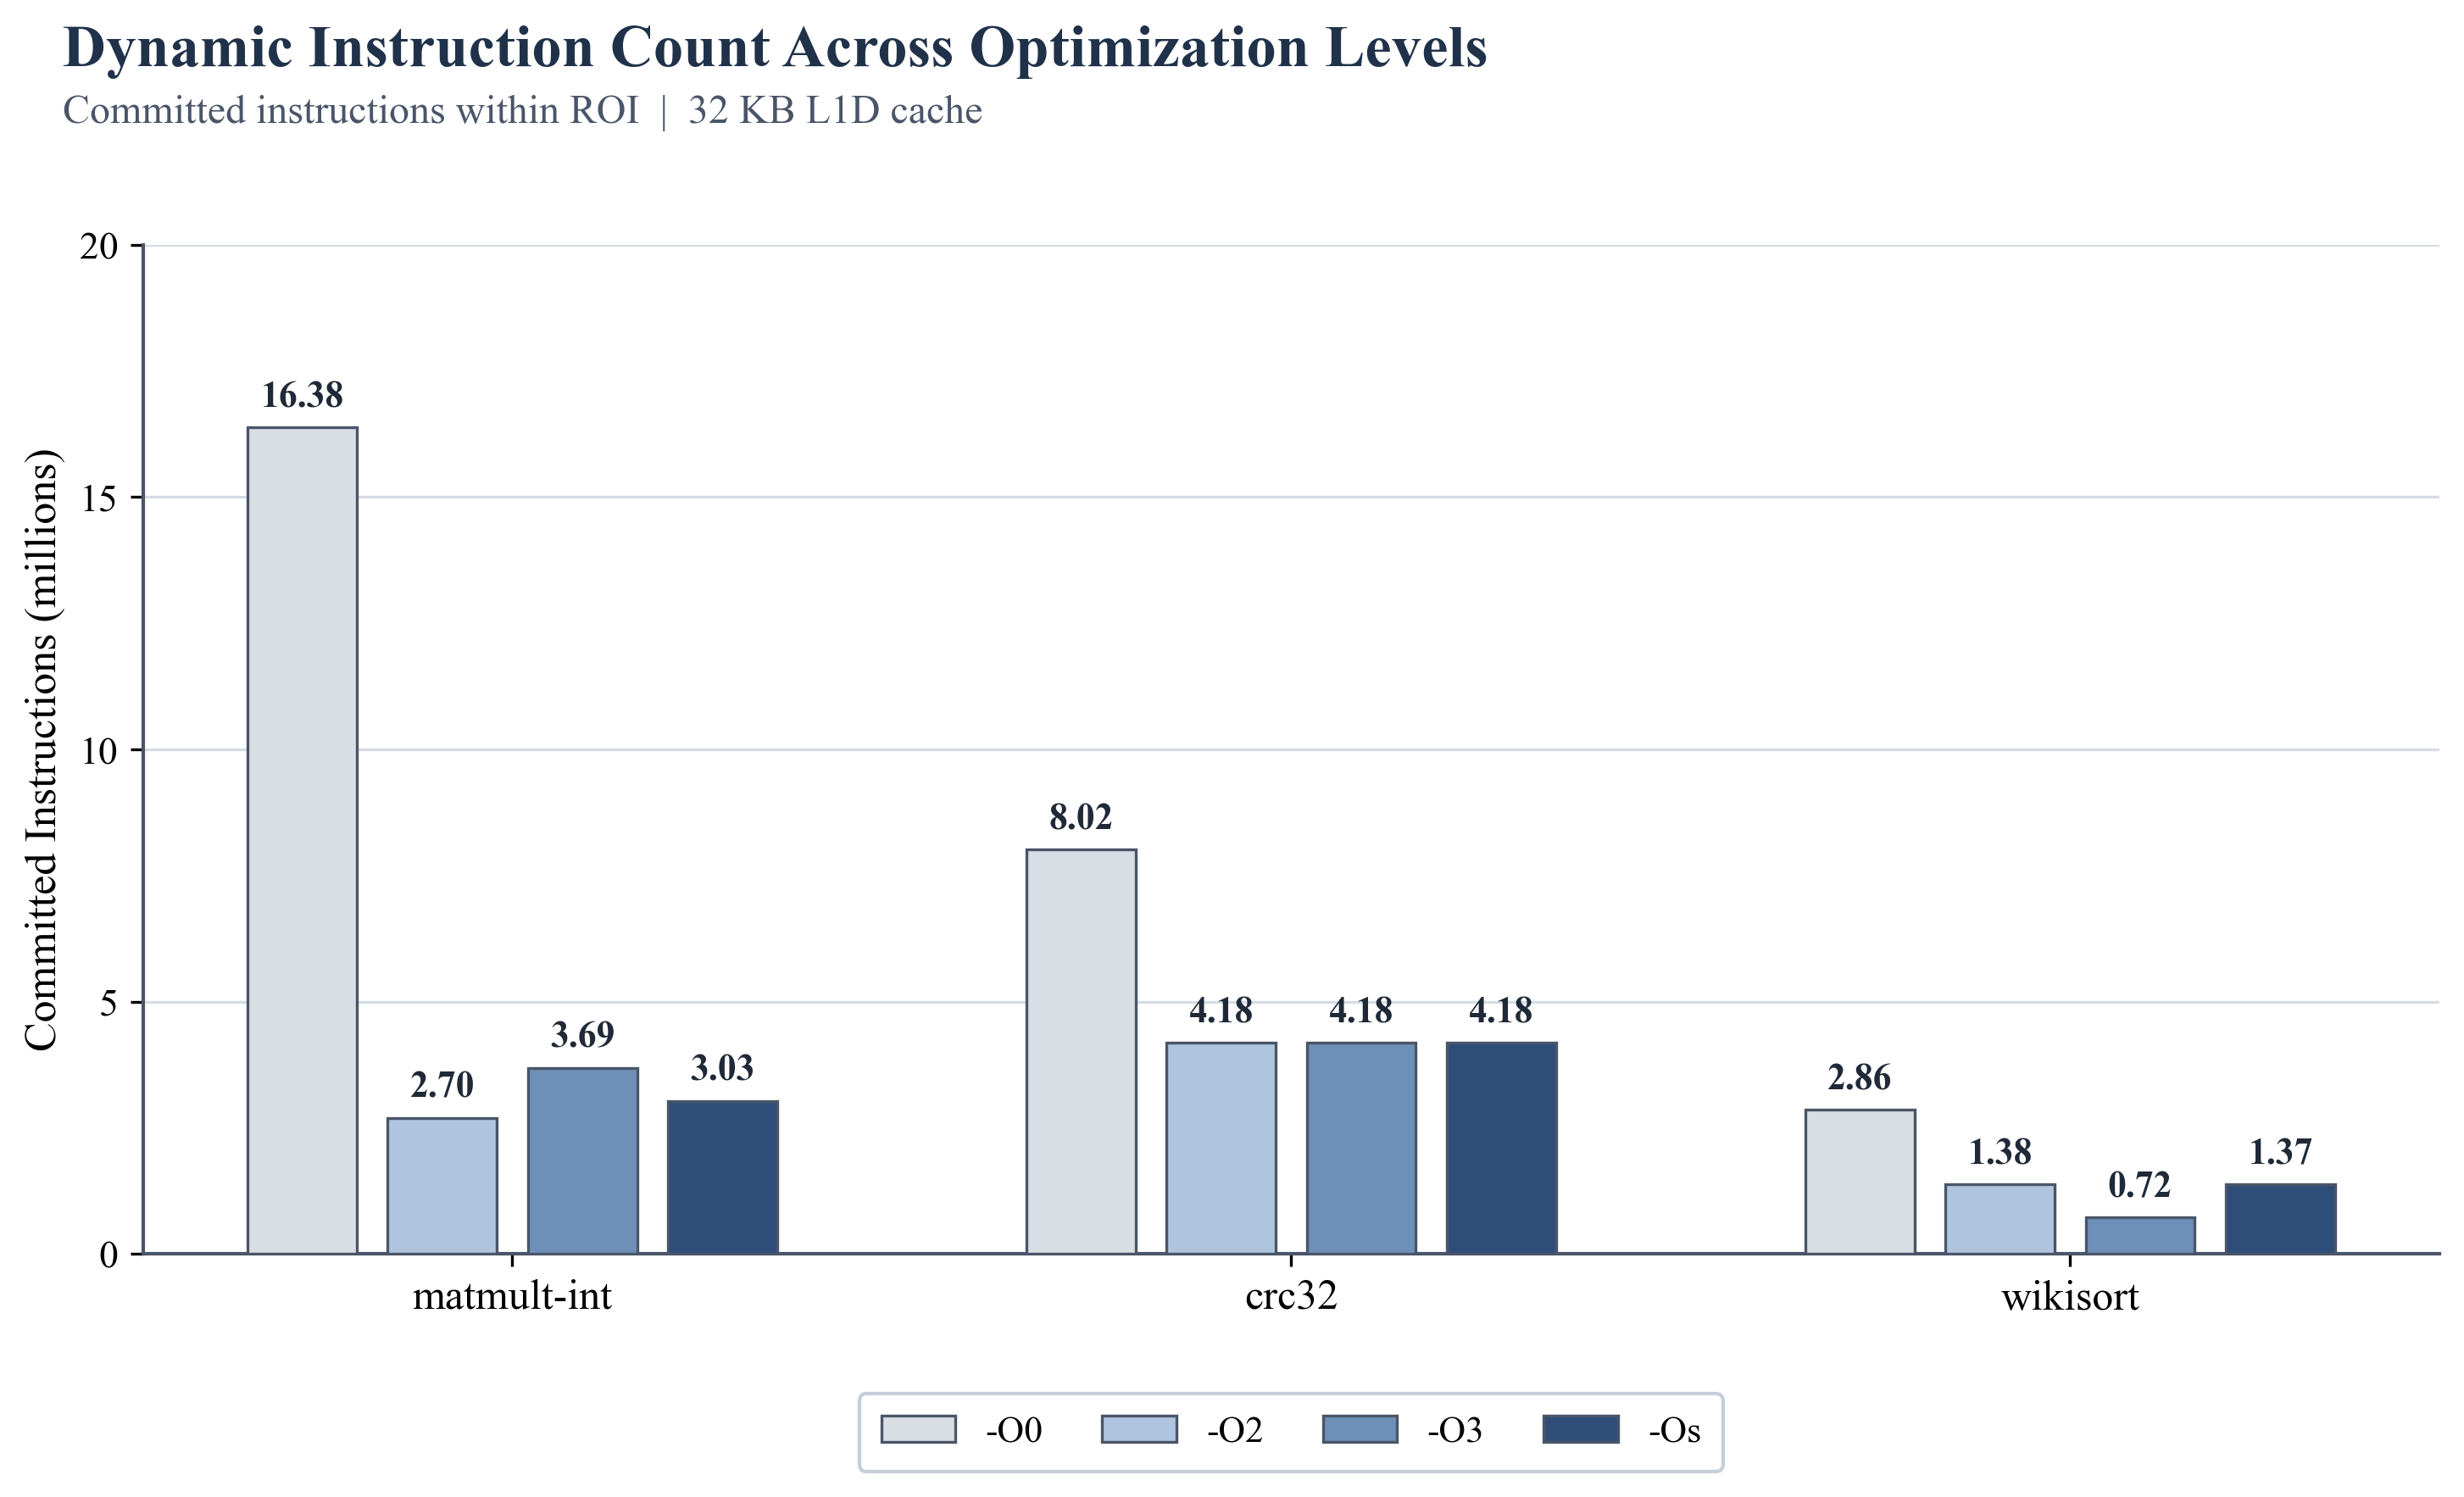 Dynamic Instruction Count Across Optimization Levels
Committed instructions within ROI | 32 KB L1D cache
Committed Instructions (millions)
20
15
10
5
0
16.38
2.70
3.69
3.03
8.02
4.18
4.18
4.18
2.86
1.38
0.72
1.37
matmult-int
crc32
wikisort
-O0
-O2
-O3
-Os